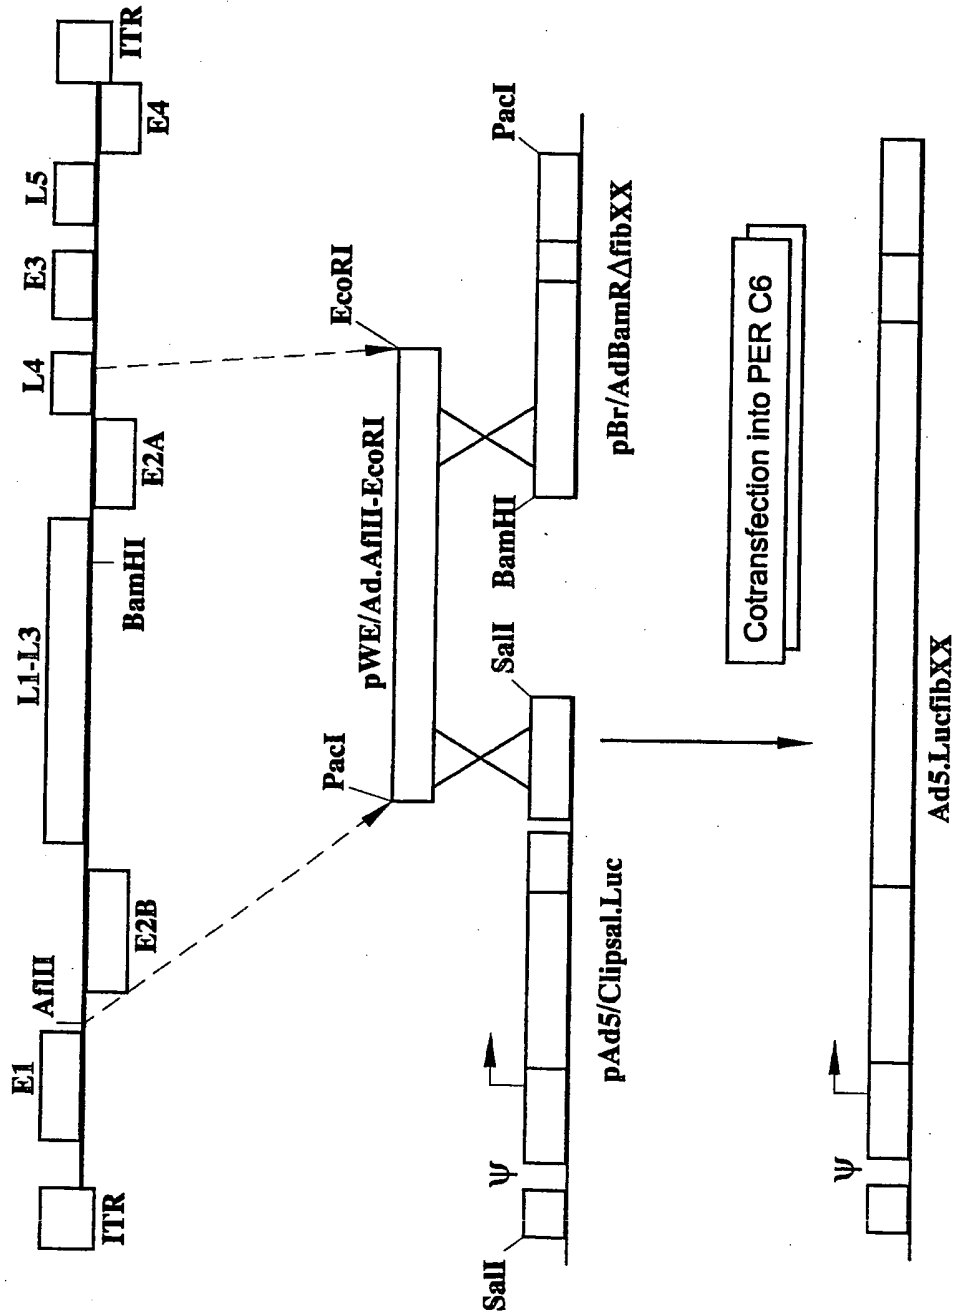 ITR
E1
AflII
E2B
L1-L3
BamHI
E2A
L4
E3
L5
E4
ITR
PacI
pWE/Ad.AflII-EcoRI
EcoRI
SalI
ψ
pAd5/Clipsal.Luc
SalI
BamHI
pBr/AdBamRΔfibXX
PacI
Cotransfection into PER C6
ψ
Ad5.LucfibXX